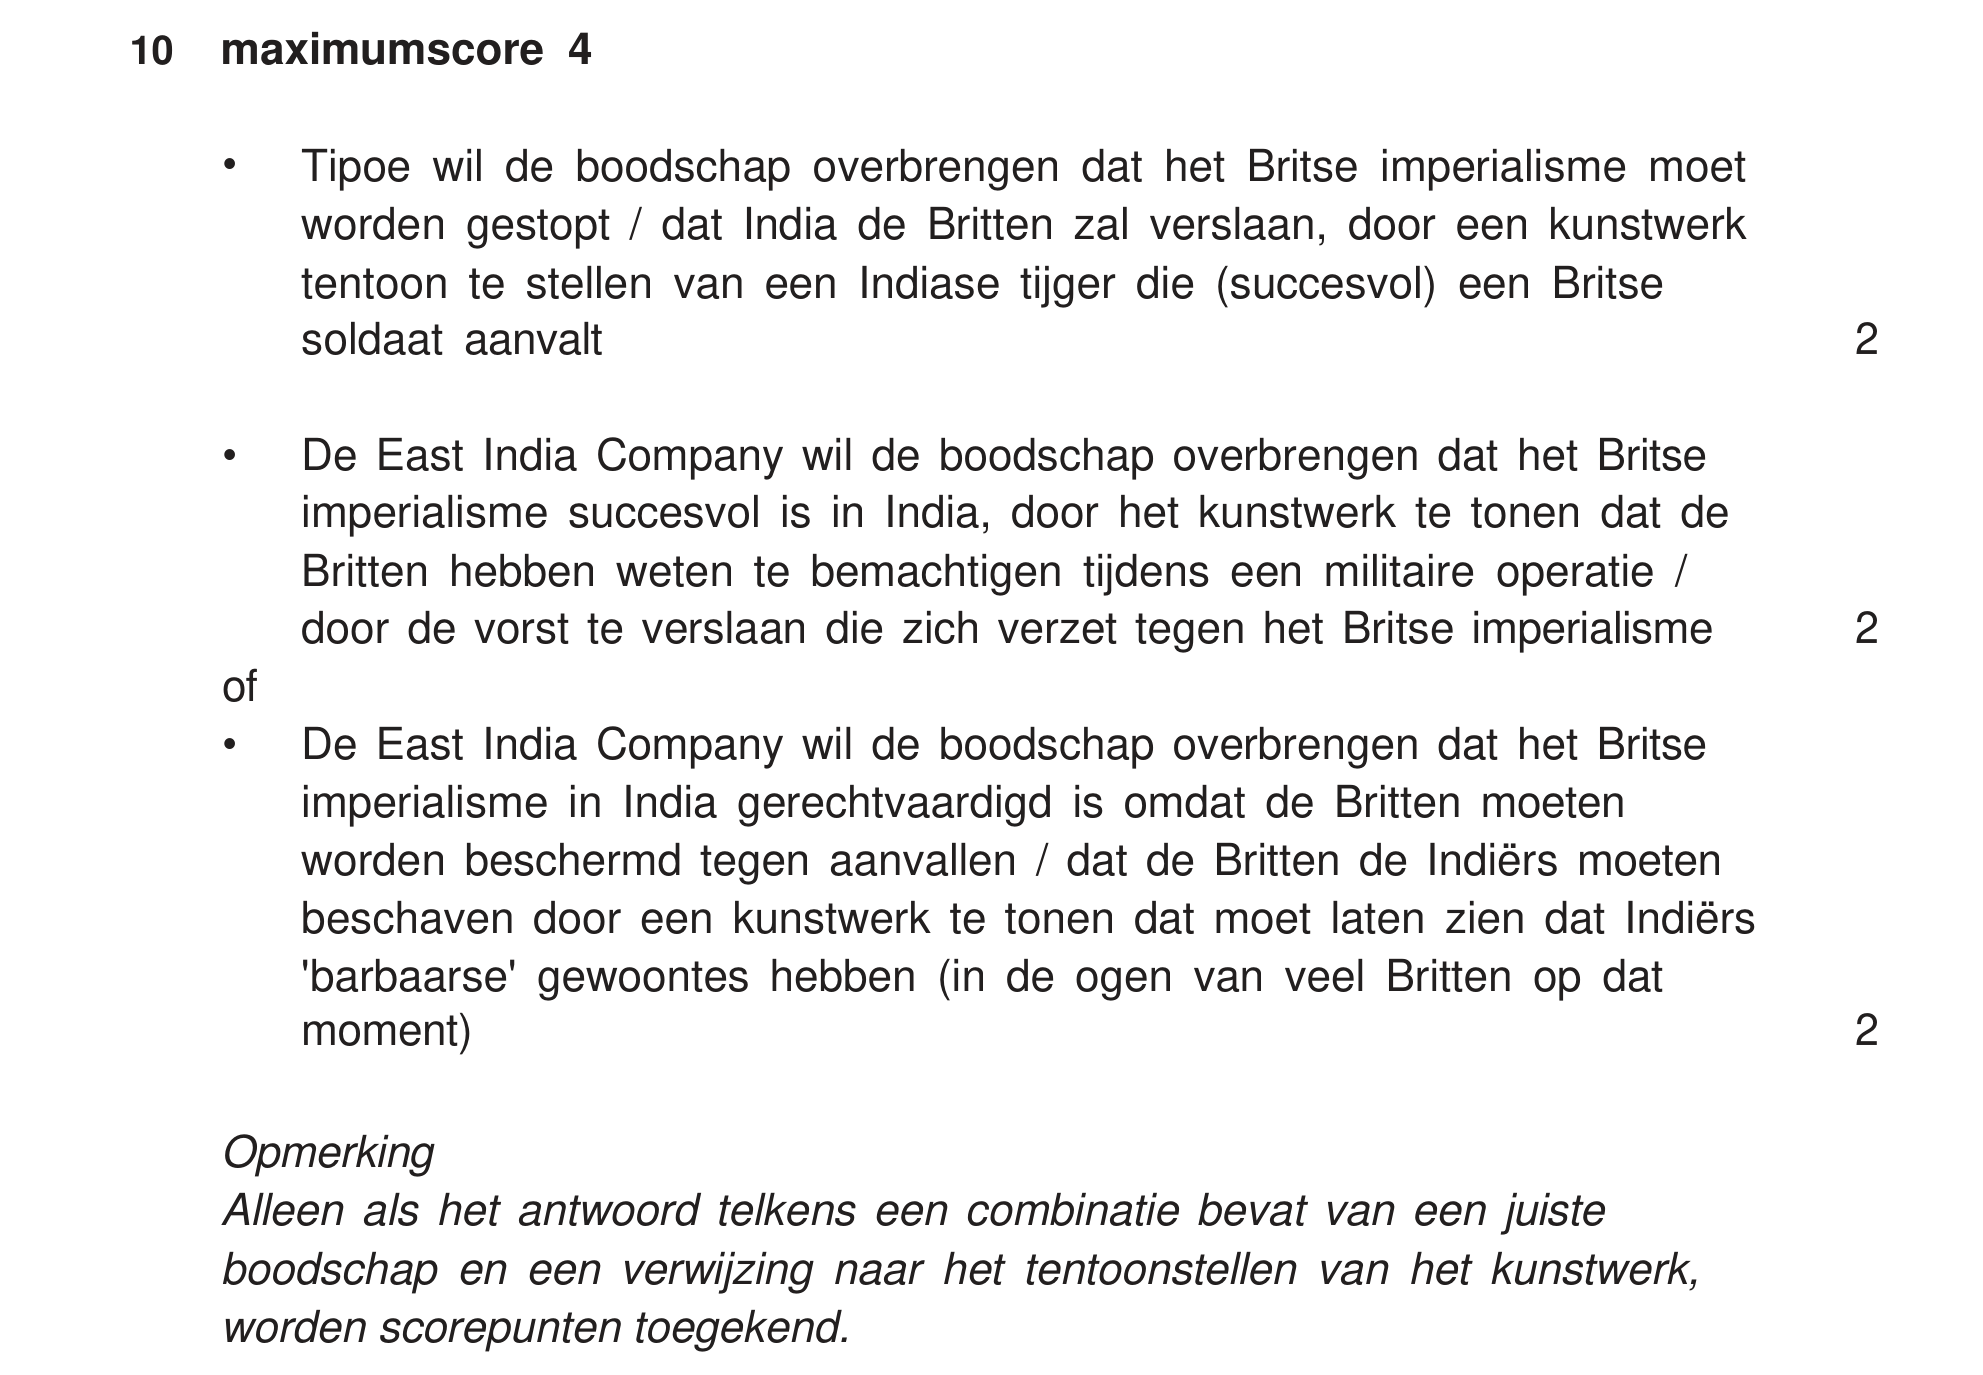 10 maximumscore 4
• Tipoe wil de boodschap overbrengen dat het Britse imperialisme moet
worden gestopt / dat India de Britten zal verslaan, door een kunstwerk
tentoon te stellen van een Indiase tijger die (succesvol) een Britse
soldaat aanvalt 2
• De East India Company wil de boodschap overbrengen dat het Britse
imperialisme succesvol is in India, door het kunstwerk te tonen dat de
Britten hebben weten te bemachtigen tijdens een militaire operatie /
door de vorst te verslaan die zich verzet tegen het Britse imperialisme 2
of
• De East India Company wil de boodschap overbrengen dat het Britse
imperialisme in India gerechtvaardigd is omdat de Britten moeten
worden beschermd tegen aanvallen / dat de Britten de Indiërs moeten
beschaven door een kunstwerk te tonen dat moet laten zien dat Indiërs
'barbaarse' gewoontes hebben (in de ogen van veel Britten op dat
moment) 2
Opmerking
Alleen als het antwoord telkens een combinatie bevat van een juiste
boodschap en een verwijzing naar het tentoonstellen van het kunstwerk,
worden scorepunten toegekend.